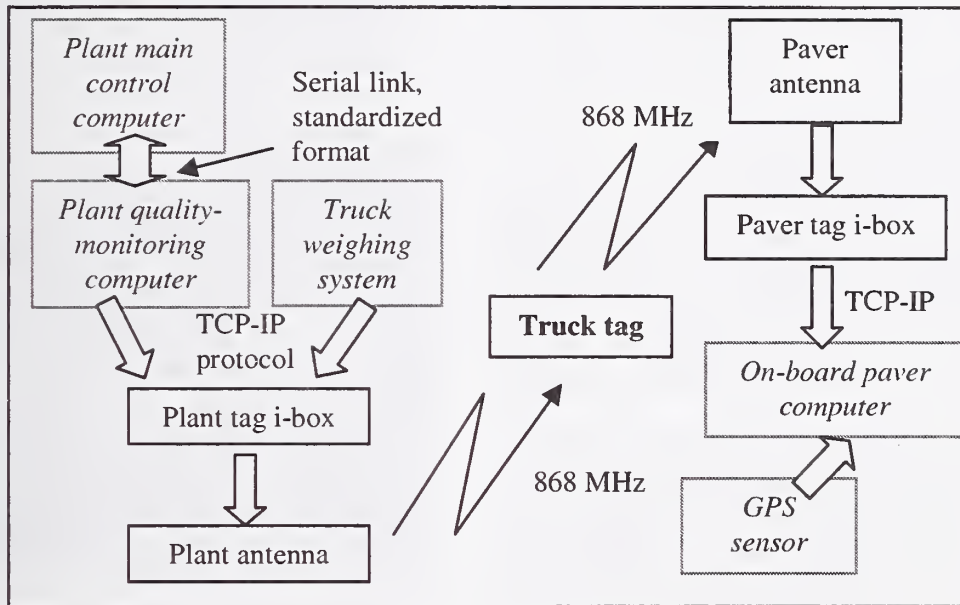 Plant main
control
computer
Serial link,
standardized
format
Plant quality-
monitoring
computer
Truck
weighing
system
TCP-IP
protocol
Plant tag i-box
Plant antenna
868 MHz
Truck tag
868 MHz
Paver
antenna
Paver tag i-box
TCP-IP
On-board paver
computer
GPS
sensor